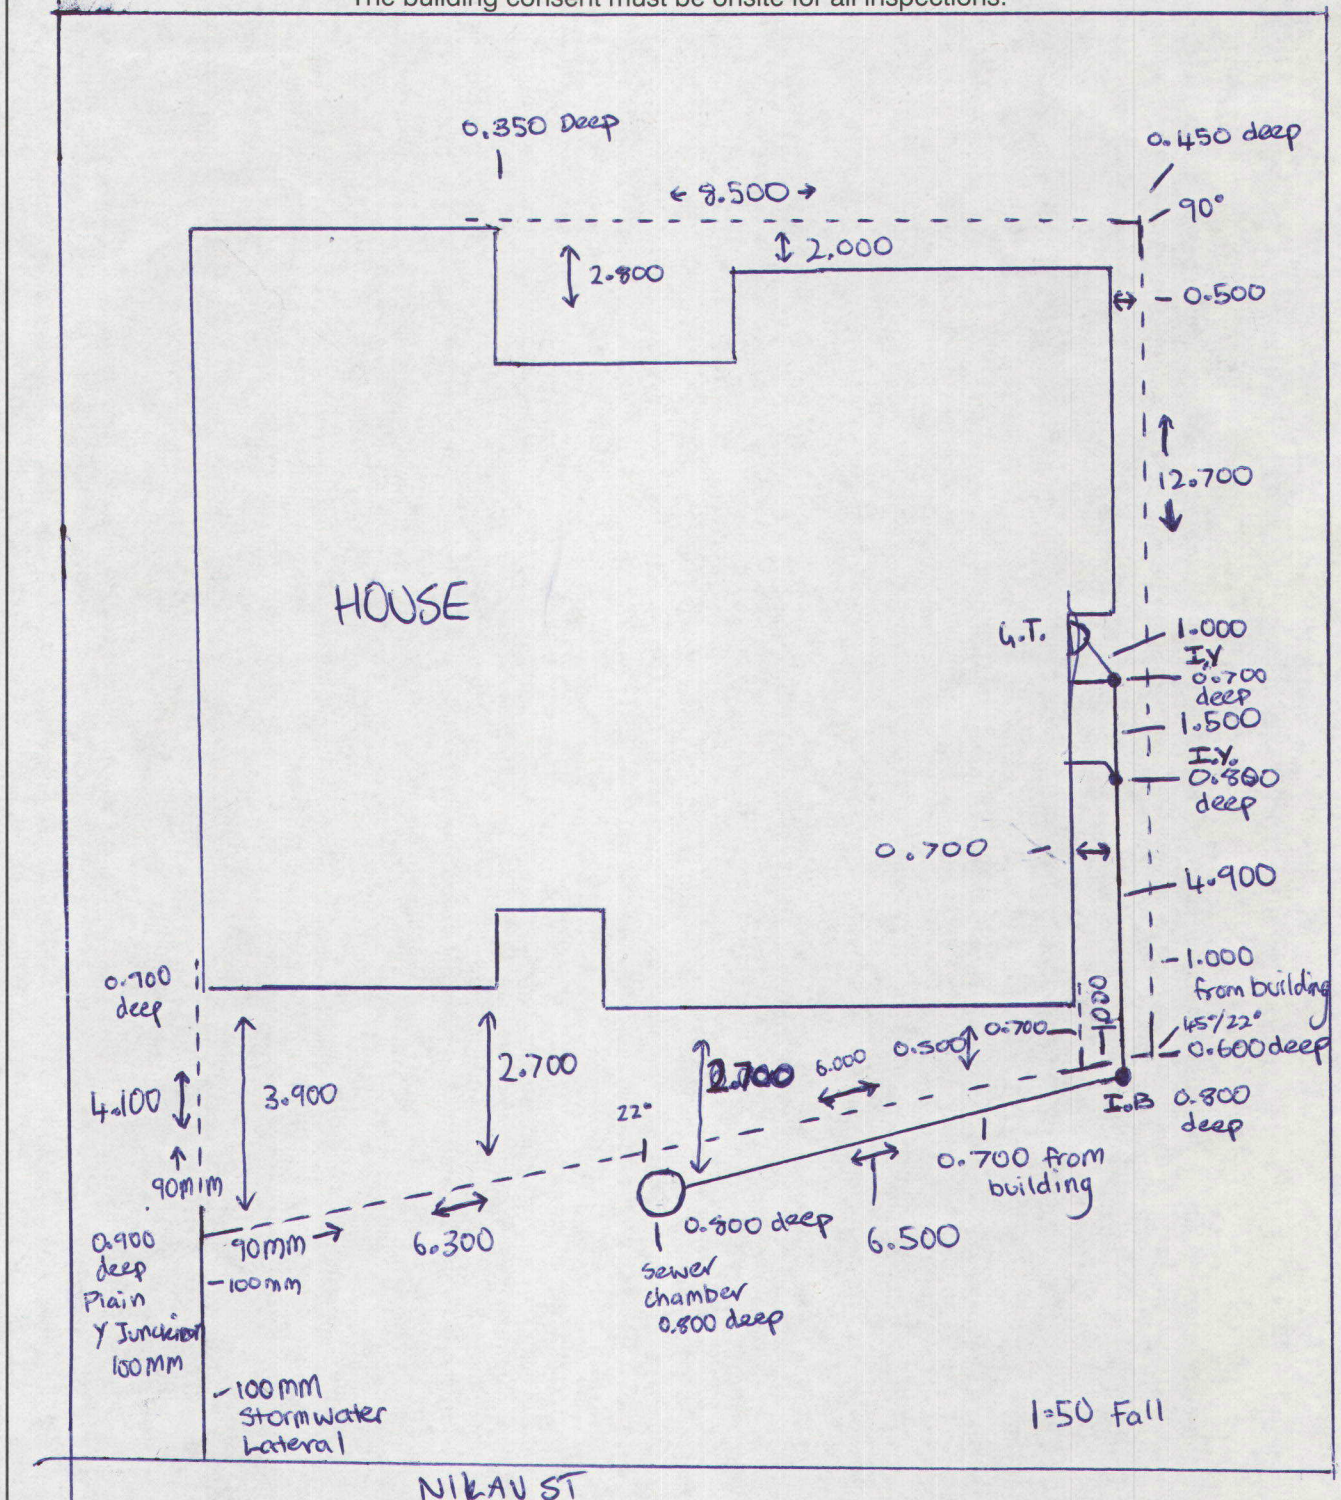 The building consent must be onsite for all inspections.
0.350 Deep
0.450 deep
← 8.500 →
90°
2.000
2.800
0.500
12.700
HOUSE
G.T.
1.000
I.Y
0.700
deep
1.500
I.Y.
0.800
deep
0.700
4.900
1.000
from building
0.700
deep
1.000
45°/22°
0.600 deep
0.700
0.500
6.000
2.700
2.700
3.900
4.100
22°
I.B 0.800
deep
0.700 from
building
90mm
0.900
deep
Plain
Y Junction
100mm
90mm
6.300
0.800 deep
6.500
100mm
Sewer
chamber
0.800 deep
100mm
Stormwater
Lateral
1:50 Fall
NIKAU ST